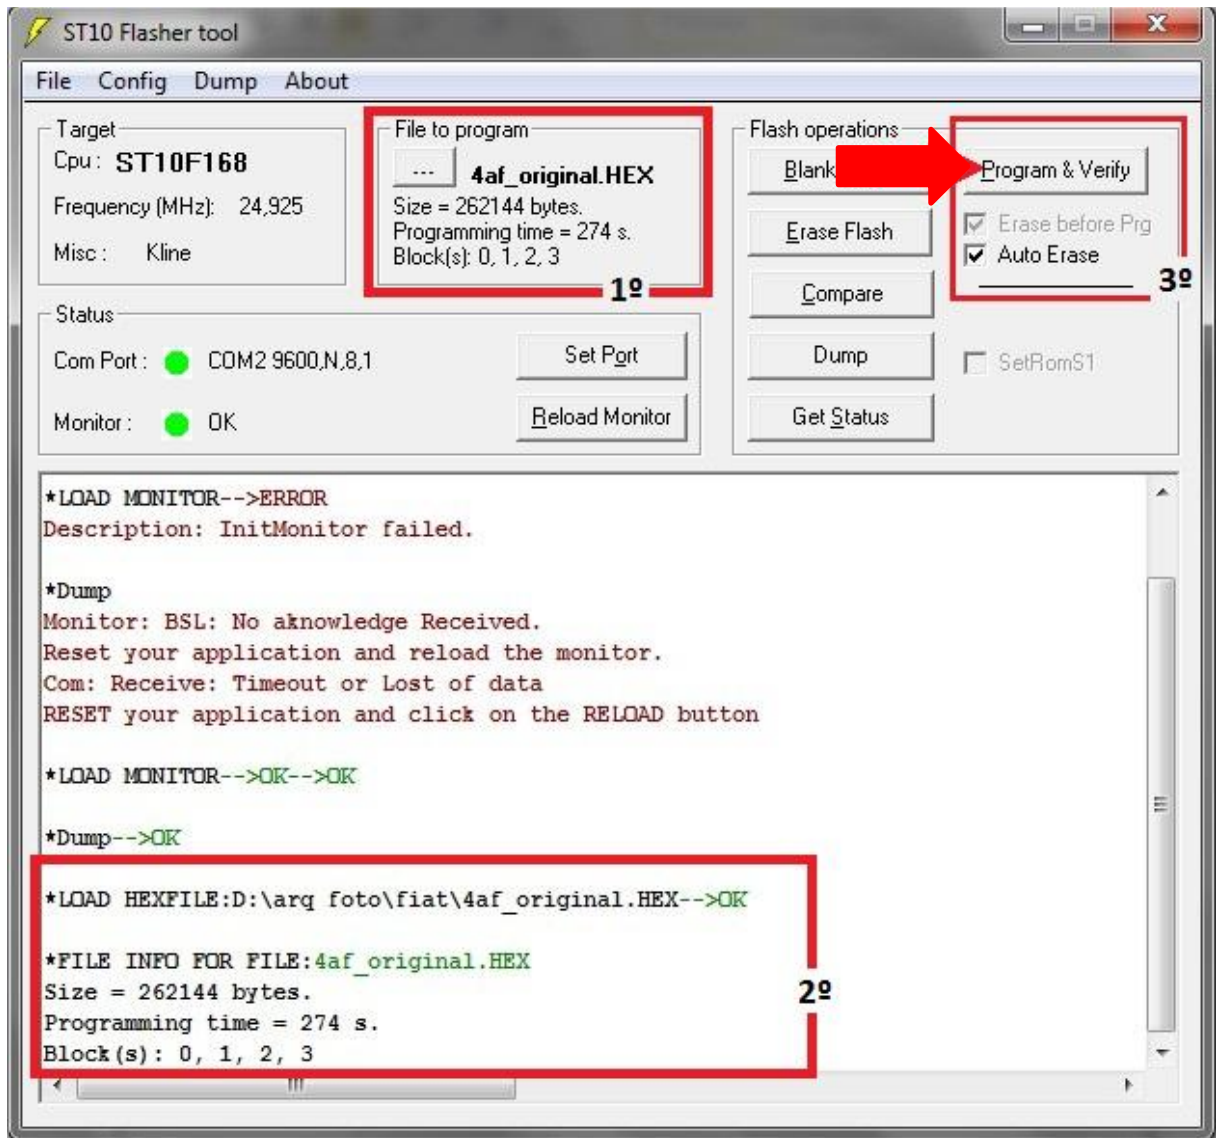 ST10 Flasher tool
File Config Dump About
Target
Cpu : ST10F168
Frequency (MHz): 24,925
Misc : Kline
File to program
... 4af_original.HEX
Size = 262144 bytes.
Programming time = 274 s.
Block(s): 0, 1, 2, 3
1º
Flash operations
Blank
Program & Verify
Erase Flash
Erase before Prg
Auto Erase
Compare
3º
Dump
SetRomS1
Get Status
Status
Com Port : COM2 9600,N,8,1
Set Port
Monitor : OK
Reload Monitor
*LOAD MONITOR-->ERROR
Description: InitMonitor failed.
*Dump
Monitor: BSL: No aknowledge Received.
Reset your application and reload the monitor.
Com: Receive: Timeout or Lost of data
RESET your application and click on the RELOAD button
*LOAD MONITOR-->OK-->OK
*Dump-->OK
*LOAD HEXFILE:D:\arq foto\fiat\4af_original.HEX-->OK
*FILE INFO FOR FILE:4af_original.HEX
Size = 262144 bytes.
Programming time = 274 s.
Block(s): 0, 1, 2, 3
2º